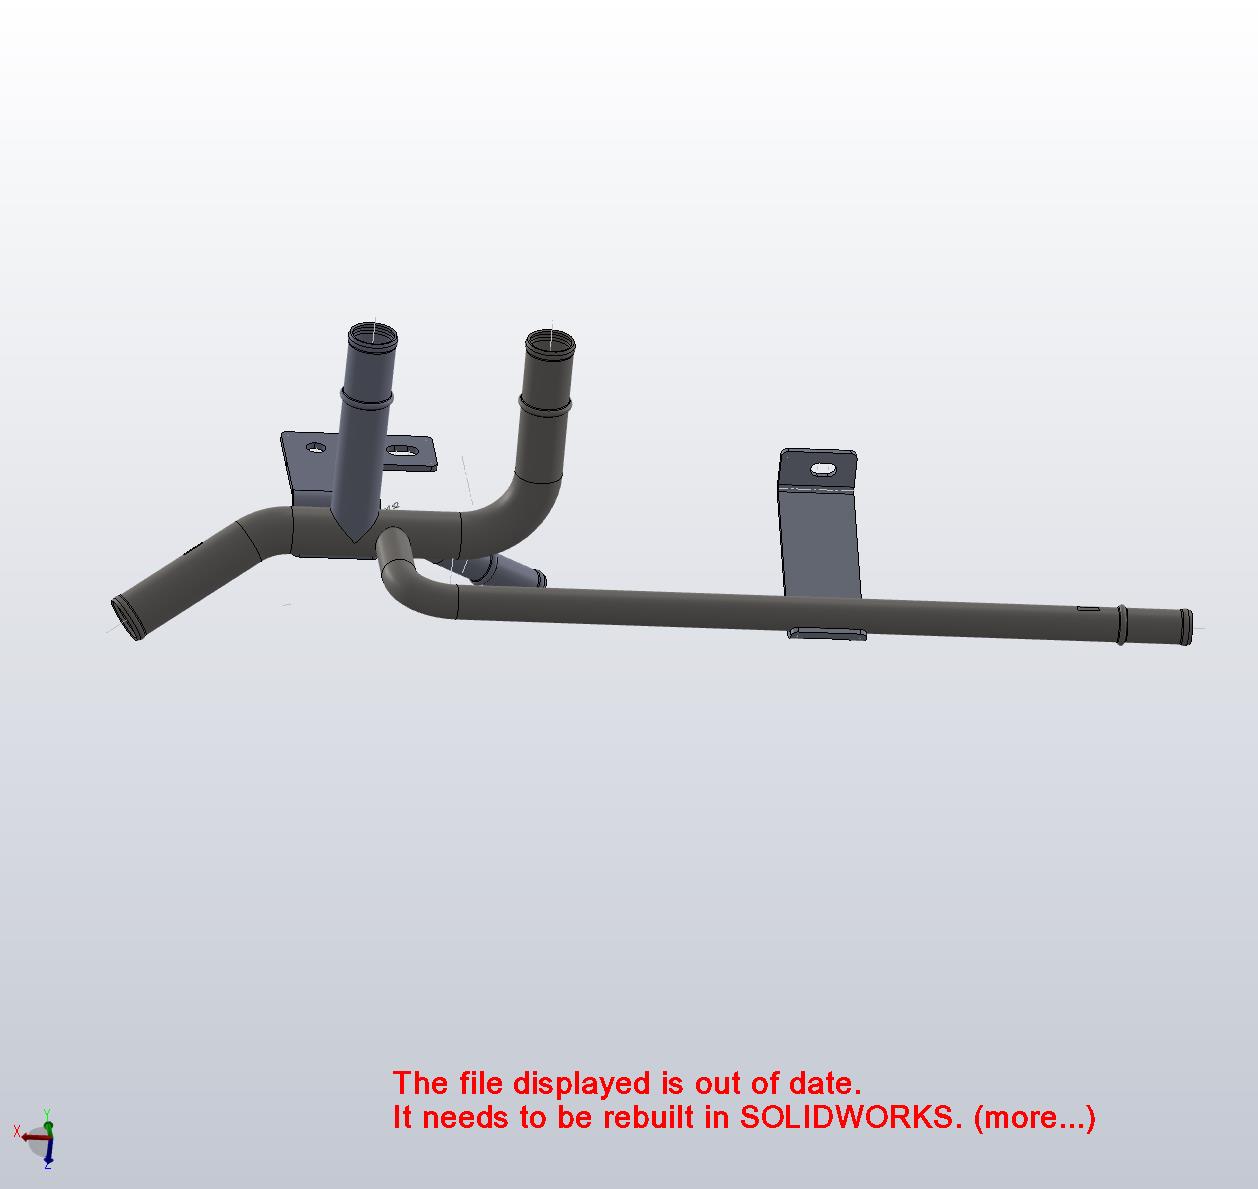 The file displayed is out of date.
It needs to be rebuilt in SOLIDWORKS. (more...)
Y
X
Z